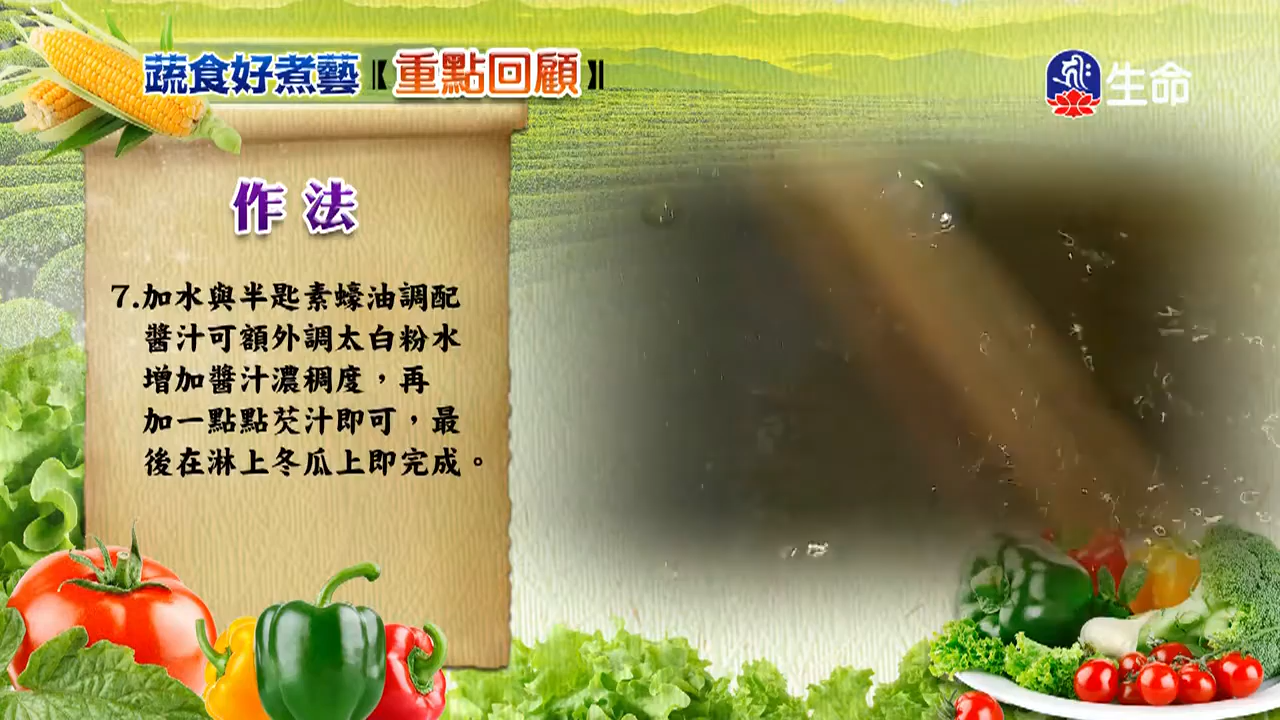 蔬食好煮藝【重點回顧】
生命
作法
7.加水與半匙素蠔油調配
醬汁可額外調太白粉水
增加醬汁濃稠度，再
加一點點芡汁即可，最
後在淋上冬瓜上即完成。